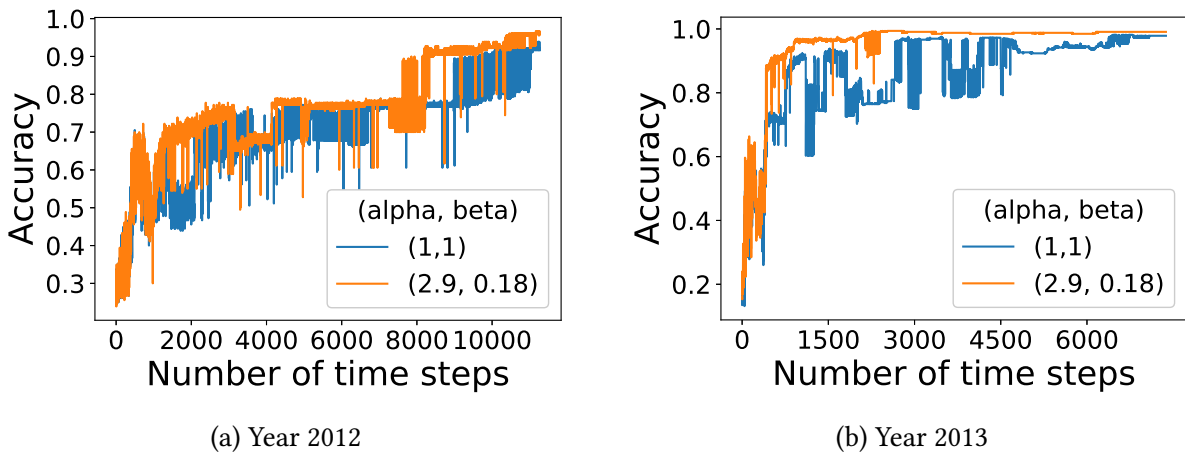 1.0
0.9
0.8
0.7
0.6
0.5
0.4
0.3
Accuracy
(alpha, beta)
(1,1)
(2.9, 0.18)
0 2000 4000 6000 8000 10000
Number of time steps
(a) Year 2012
1.0
0.8
0.6
0.4
0.2
Accuracy
(alpha, beta)
(1,1)
(2.9, 0.18)
0 1500 3000 4500 6000
Number of time steps
(b) Year 2013